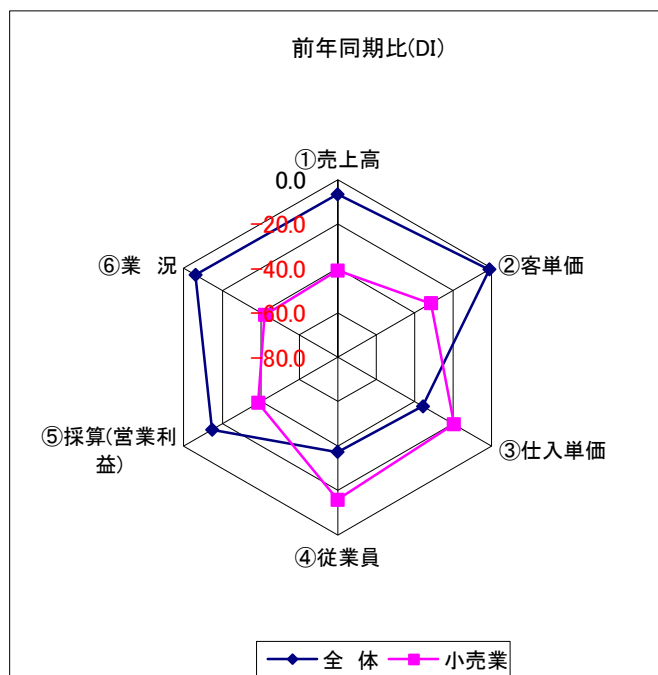 前年同期比(DI)
①売上高
0.0
-20.0
-40.0
-60.0
-80.0
②客単価
③仕入単価
④従業員
⑤採算(営業利
益)
⑥業　況
全　体
小売業